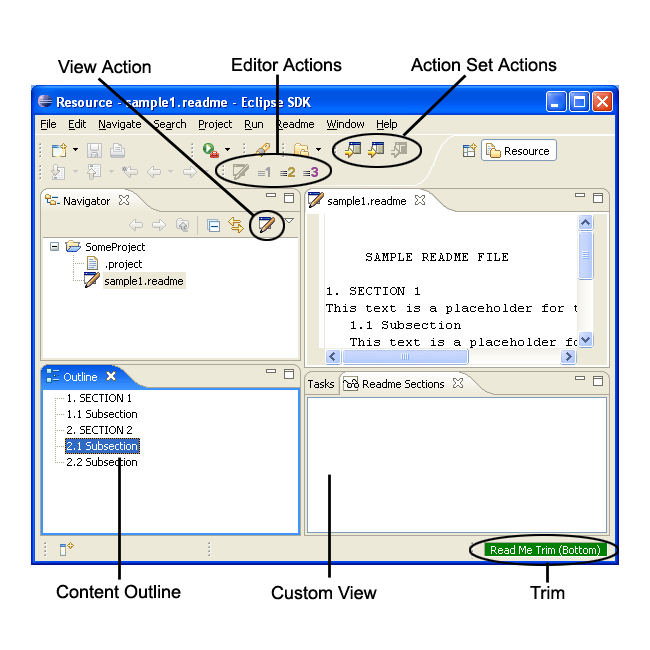 View Action
Editor Actions
Action Set Actions
Resource - sample1.readme - Eclipse SDK
File Edit Navigate Search Project Run Readme Window Help
Resource
1 2 3
Navigator
sample1.readme
SomeProject
.project
sample1.readme
SAMPLE README FILE
1. SECTION 1
This text is a placeholder for t
1.1 Subsection
This text is a placeholder fo
Outline
1. SECTION 1
1.1 Subsection
2. SECTION 2
2.1 Subsection
2.2 Subsection
Tasks
Readme Sections
Read Me Trim (Bottom)
Content Outline
Custom View
Trim